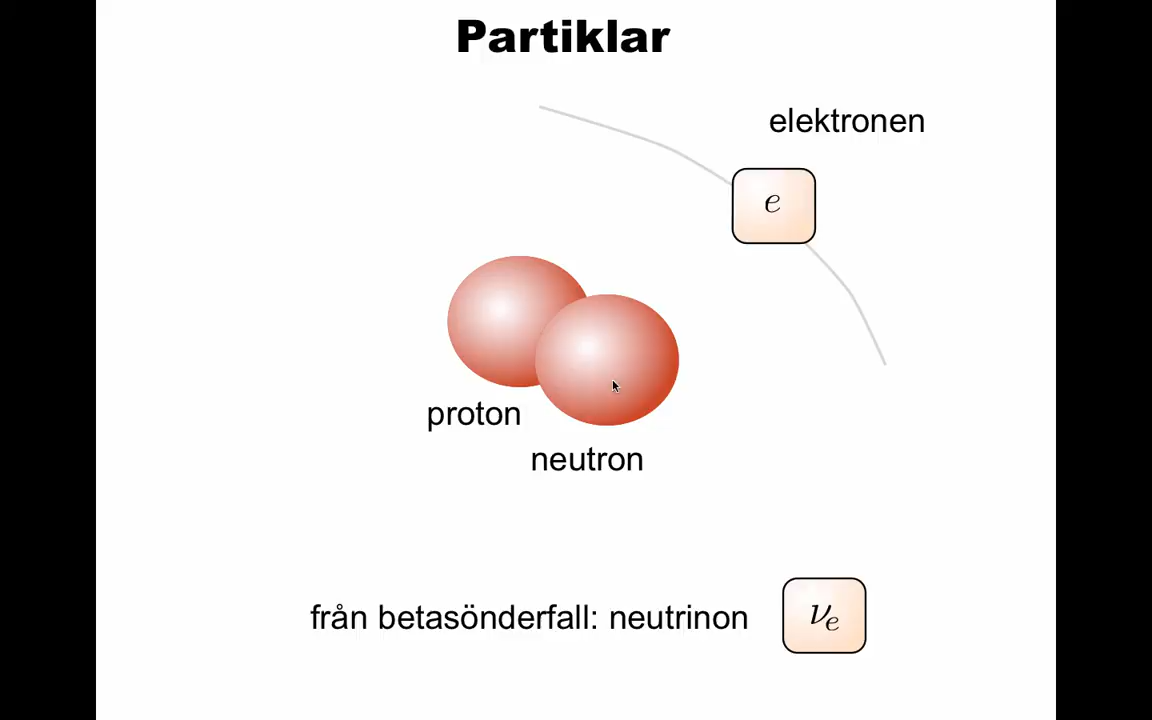 Partiklar
elektronen
e
proton
neutron
från betasönderfall: neutrinon
νₑ